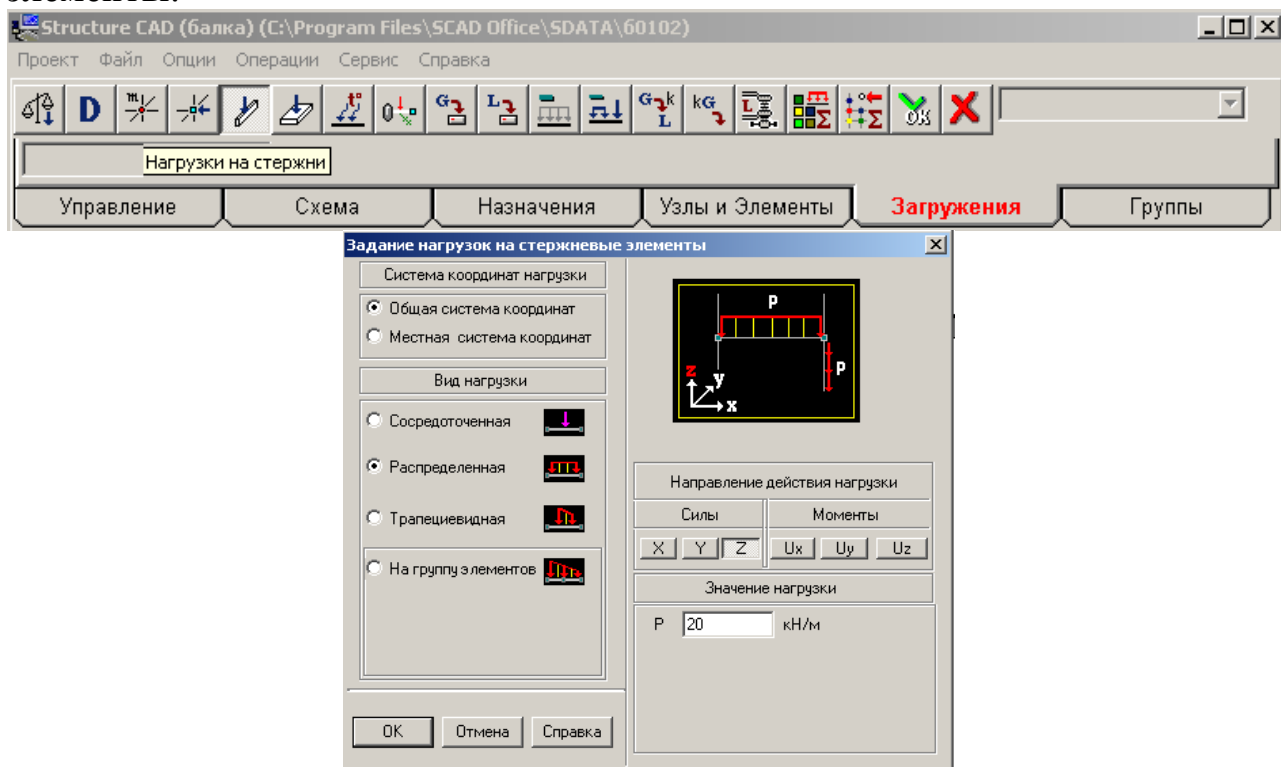 элементы.
Structure CAD (балка) (C:\Program Files\SCAD Office\SDATA\60102)
Проект Файл Опции Операции Сервис Справка
Нагрузки на стержни
Управление Схема Назначения Узлы и Элементы Загружения Группы
Задание нагрузок на стержневые элементы
Система координат нагрузки
Общая система координат
Местная система координат
Вид нагрузки
Сосредоточенная
Распределенная
Трапециевидная
На группу элементов
ОК Отмена Справка
P
P
z y x
Направление действия нагрузки
Силы Моменты
X Y Z Ux Uy Uz
Значение нагрузки
P 20 кН/м